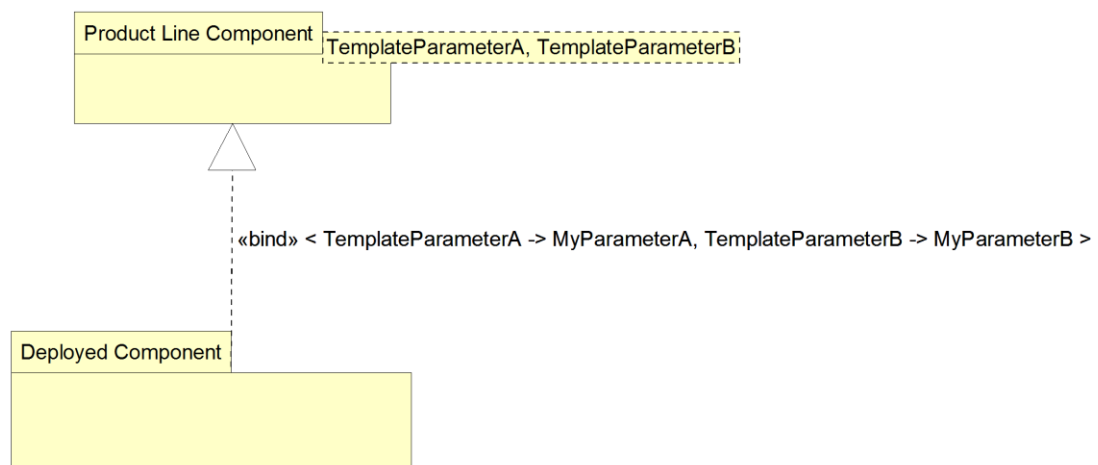 Product Line Component
TemplateParameterA, TemplateParameterB
«bind» < TemplateParameterA -> MyParameterA, TemplateParameterB -> MyParameterB >
Deployed Component